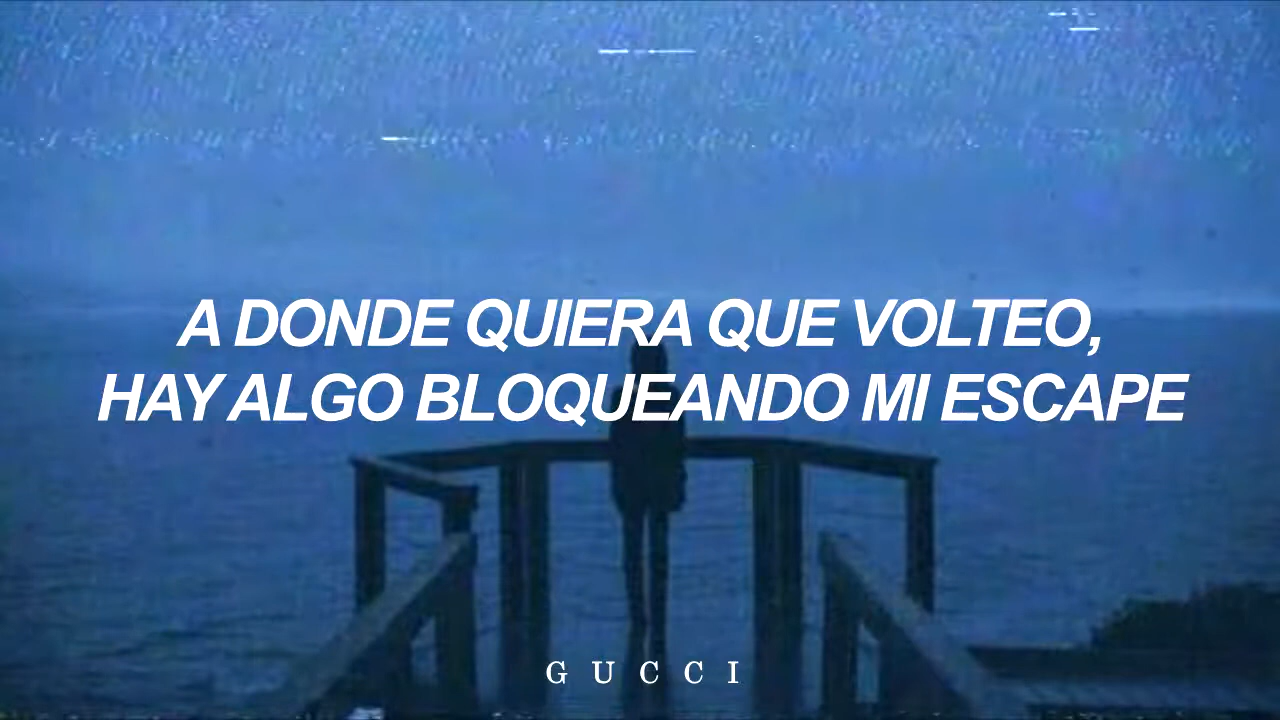 A DONDE QUIERA QUE VOLTEO,
HAY ALGO BLOQUEANDO MI ESCAPE
G U C C I